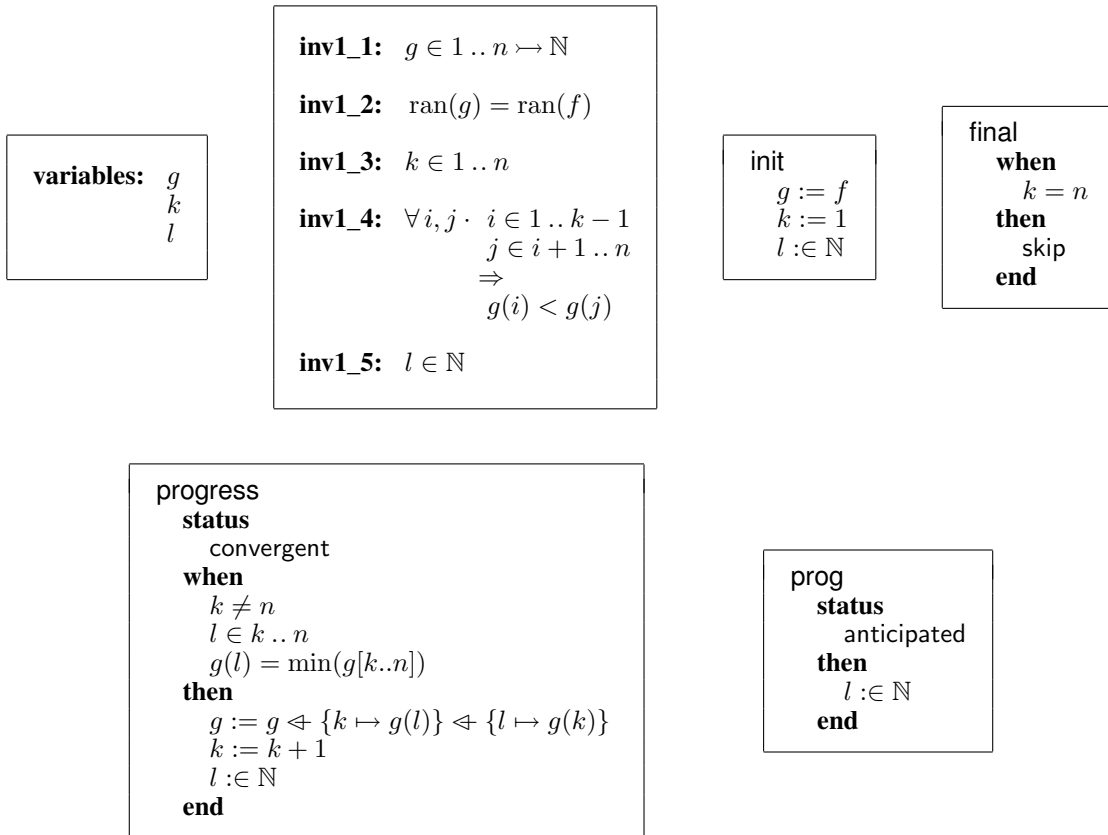 variables: g
k
l
inv1_1: g ∈ 1 .. n ↣ ℕ
inv1_2: ran(g) = ran(f)
inv1_3: k ∈ 1 .. n
inv1_4: ∀ i, j · i ∈ 1 .. k − 1
j ∈ i + 1 .. n
⇒
g(i) < g(j)
inv1_5: l ∈ ℕ
init
g := f
k := 1
l :∈ ℕ
final
when
k = n
then
skip
end
progress
status
convergent
when
k ≠ n
l ∈ k .. n
g(l) = min(g[k..n])
then
g := g ⩤ {k ↦ g(l)} ⩤ {l ↦ g(k)}
k := k + 1
l :∈ ℕ
end
prog
status
anticipated
then
l :∈ ℕ
end